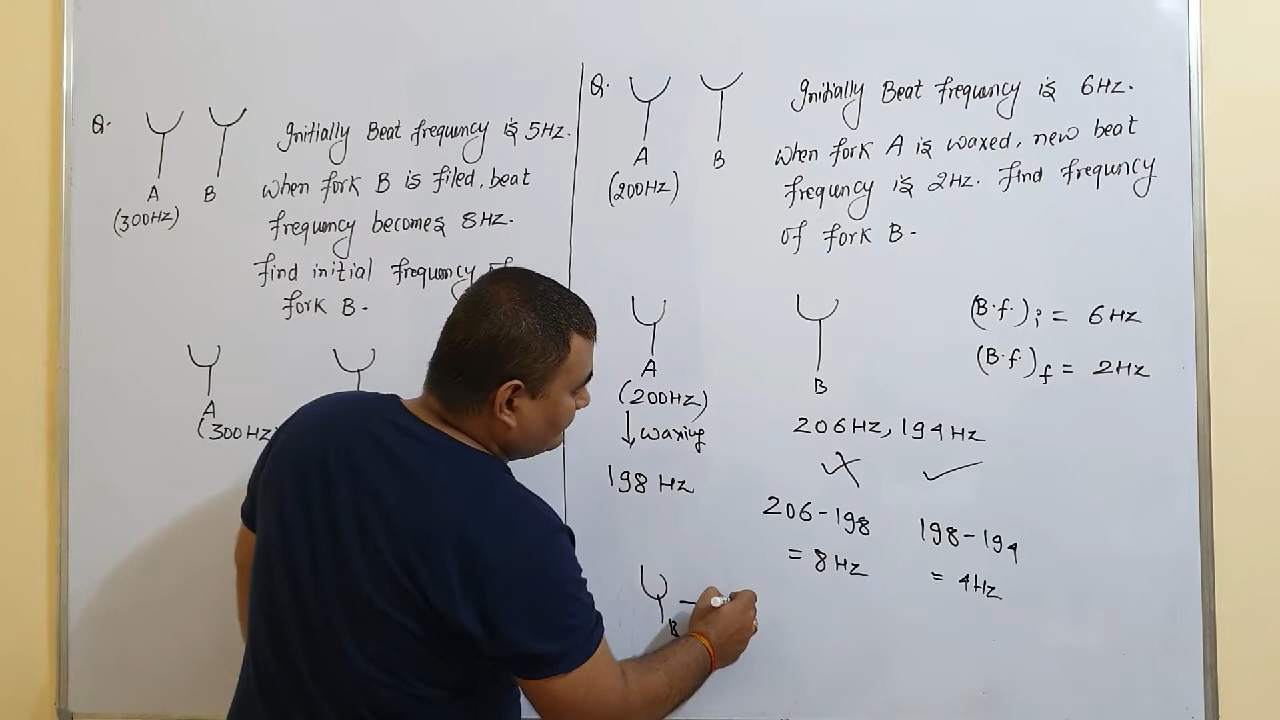 Q.
A
B
(300HZ)
Initially Beat frequency is 5HZ.
when fork B is filed, beat
frequency becomes 8HZ.
find initial frequency
fork B.
A
(300HZ
Q.
A
B
(200HZ)
Initially Beat frequency is 6HZ.
when fork A is waxed, new beat
frequency is 2HZ. find frequency
of fork B.
A
(200HZ)
waxing
198 HZ
B
206HZ, 194HZ
206-198
= 8HZ
198-194
= 4HZ
(B.f.)i = 6HZ
(B.f.)f = 2HZ
B